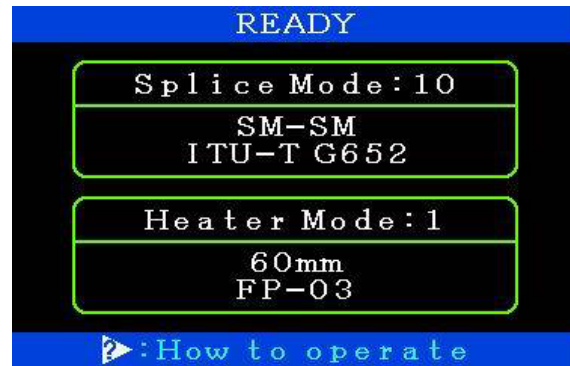 READY
Splice Mode:10
SM-SM
ITU-T G652
Heater Mode:1
60mm
FP-03
?:How to operate